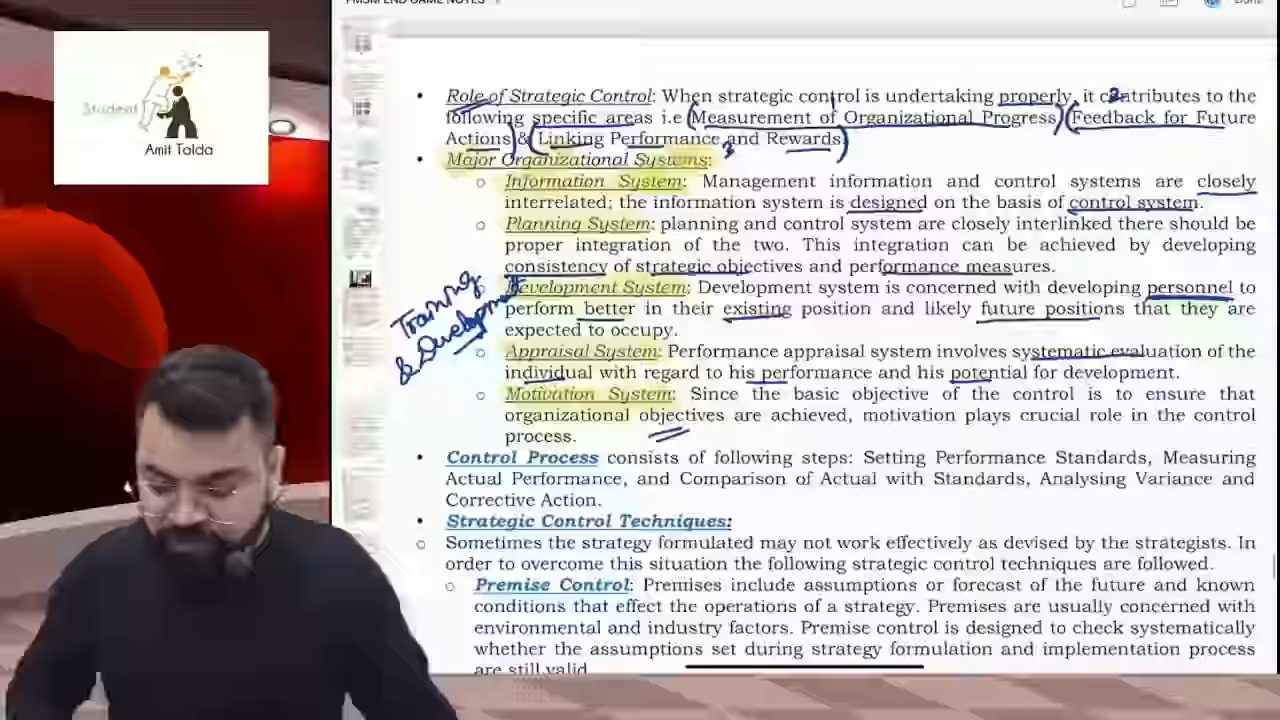 PMSM END GAME NOTES
Student
Amit Talda
• Role of Strategic Control: When strategic control is undertaking properly, it contributes to the
following specific areas i.e (Measurement of Organizational Progress) (Feedback for Future
Actions) & (Linking Performance and Rewards)
• Major Organizational Systems:
o Information System: Management information and control systems are closely
interrelated; the information system is designed on the basis of control system.
o Planning System: planning and control system are closely interlinked there should be
proper integration of the two. This integration can be achieved by developing
consistency of strategic objectives and performance measures.
o Development System: Development system is concerned with developing personnel to
perform better in their existing position and likely future positions that they are
expected to occupy.
Training
& Development
o Appraisal System: Performance appraisal system involves systematic evaluation of the
individual with regard to his performance and his potential for development.
o Motivation System: Since the basic objective of the control is to ensure that
organizational objectives are achieved, motivation plays crucial role in the control
process.
• Control Process consists of following steps: Setting Performance Standards, Measuring
Actual Performance, and Comparison of Actual with Standards, Analysing Variance and
Corrective Action.
• Strategic Control Techniques:
o Sometimes the strategy formulated may not work effectively as devised by the strategists. In
order to overcome this situation the following strategic control techniques are followed.
o Premise Control: Premises include assumptions or forecast of the future and known
conditions that effect the operations of a strategy. Premises are usually concerned with
environmental and industry factors. Premise control is designed to check systematically
whether the assumptions set during strategy formulation and implementation process
are still valid